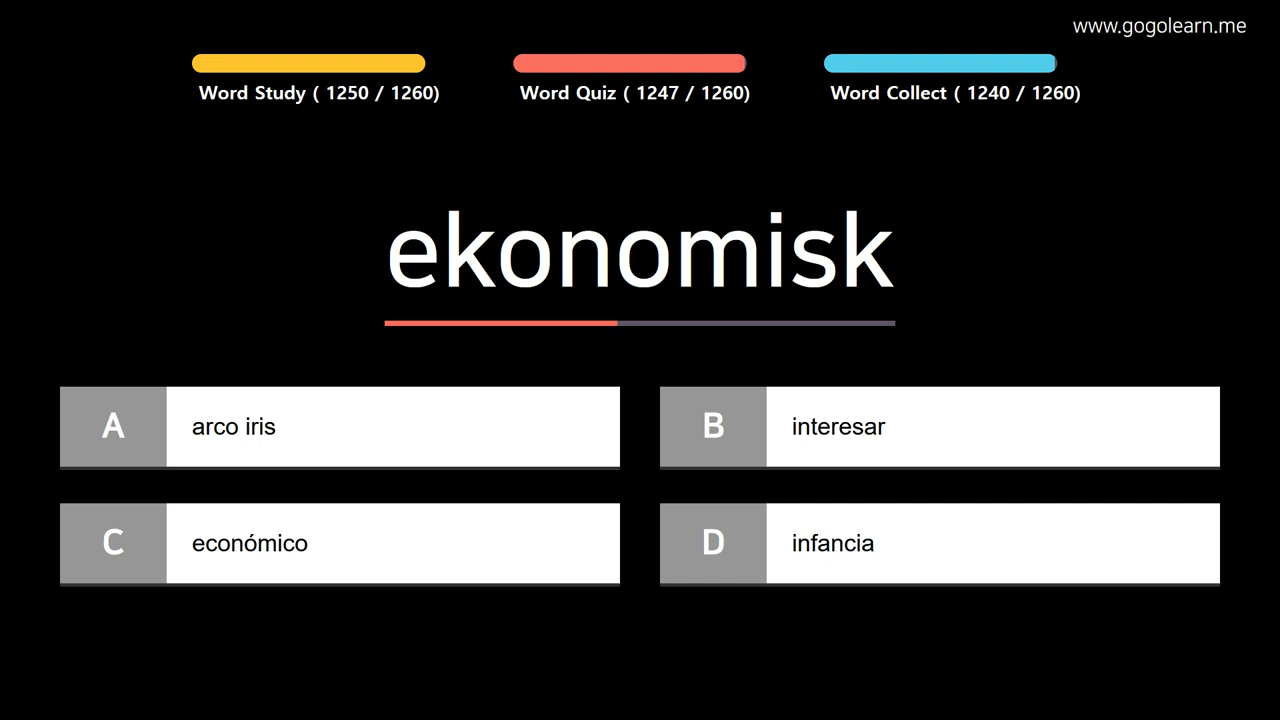 www.gogolearn.me
Word Study ( 1250 / 1260)
Word Quiz ( 1247 / 1260)
Word Collect ( 1240 / 1260)
ekonomisk
A arco iris
B interesar
C económico
D infancia